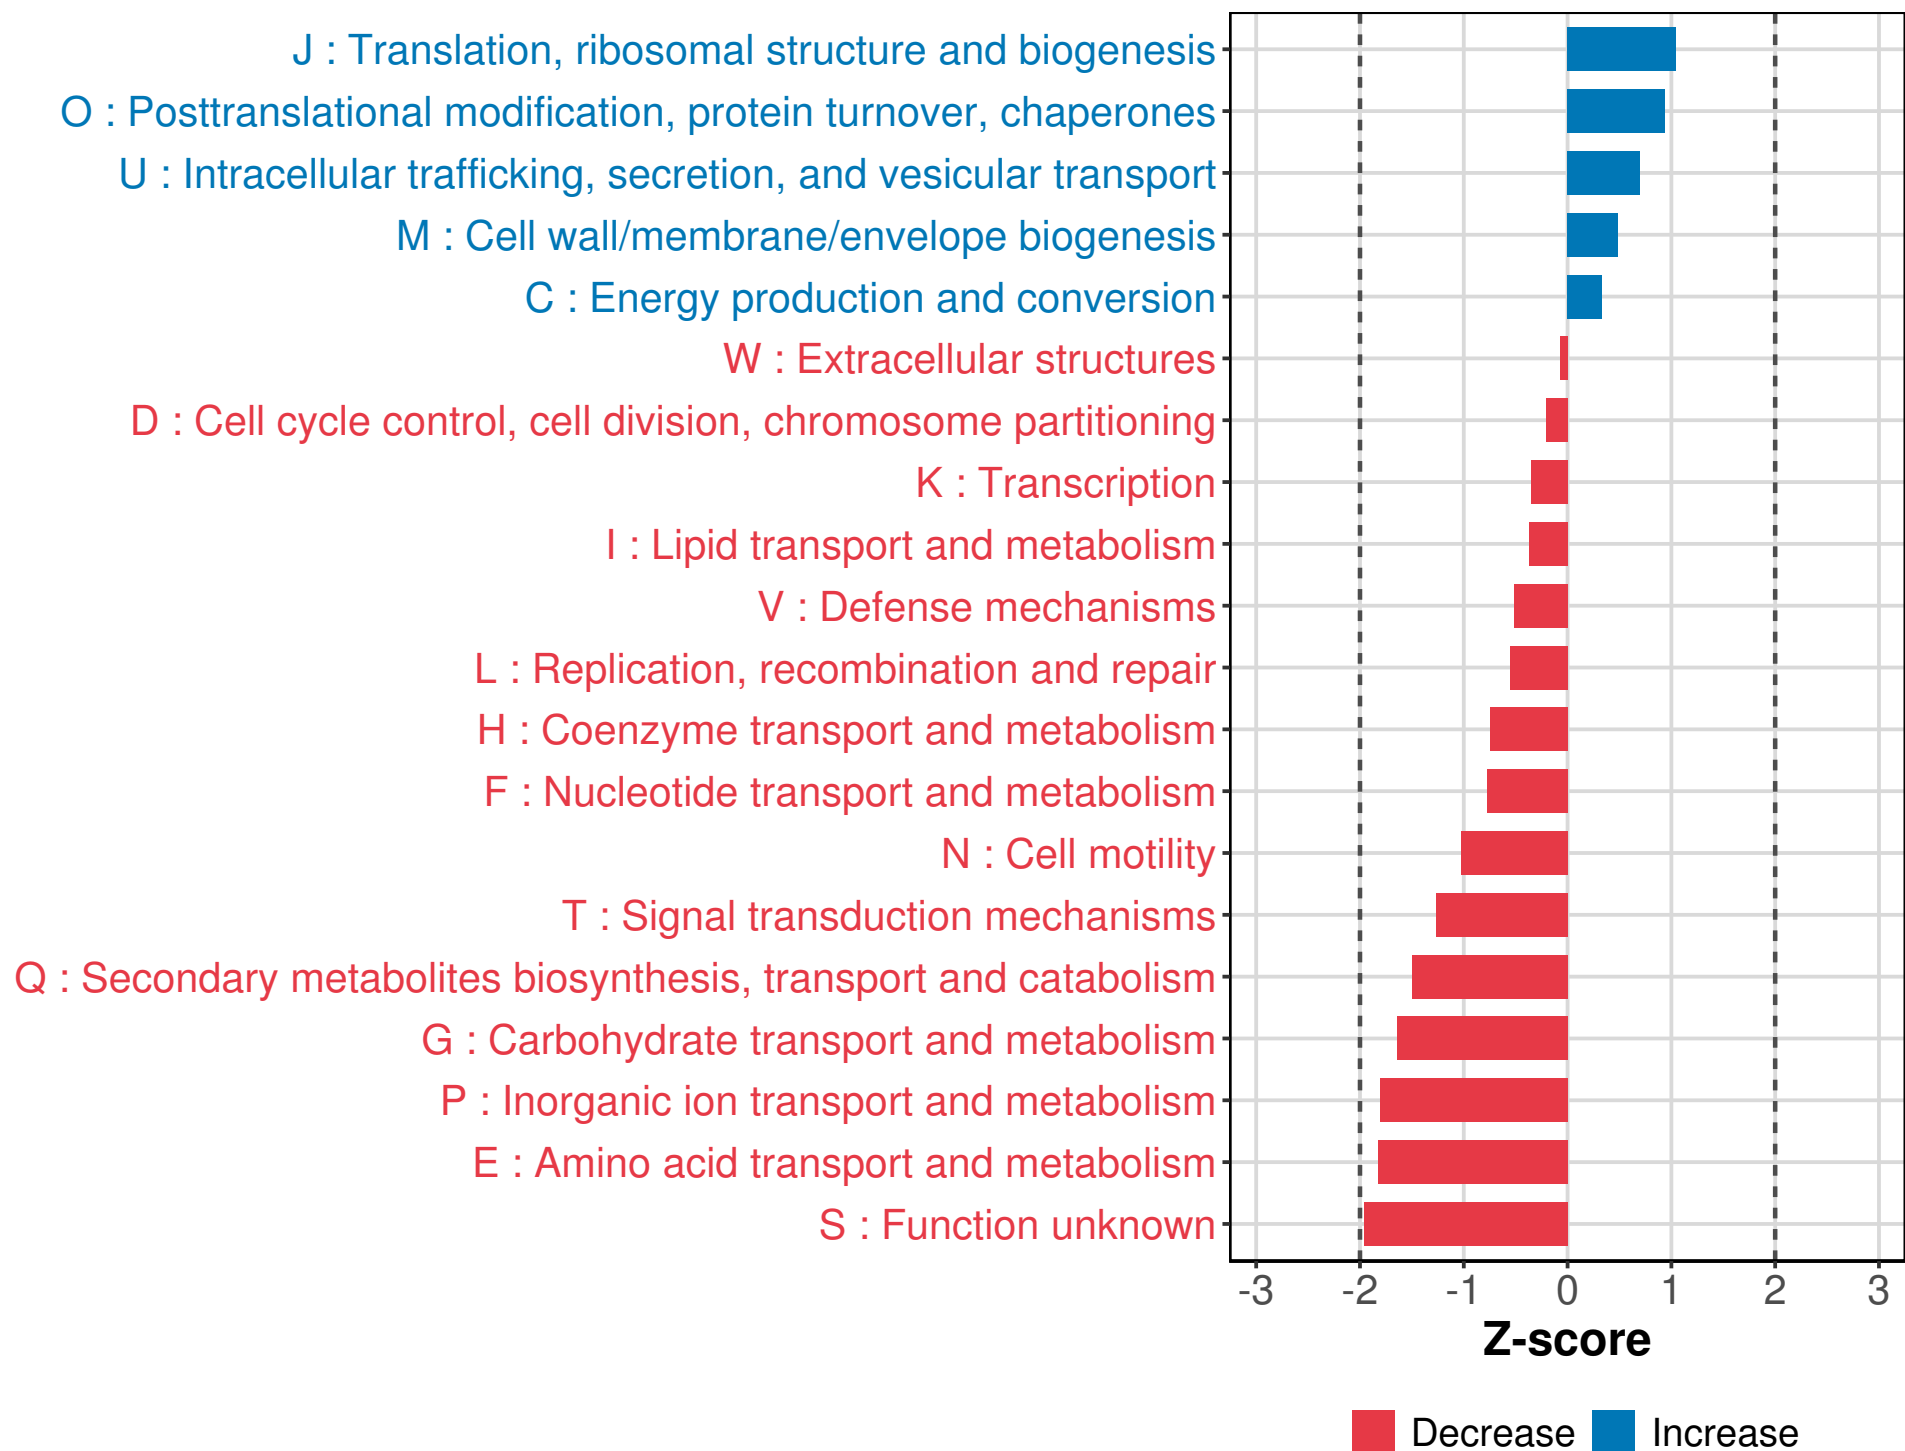 J : Translation, ribosomal structure and biogenesis
O : Posttranslational modification, protein turnover, chaperones
U : Intracellular trafficking, secretion, and vesicular transport
M : Cell wall/membrane/envelope biogenesis
C : Energy production and conversion
W : Extracellular structures
D : Cell cycle control, cell division, chromosome partitioning
K : Transcription
I : Lipid transport and metabolism
V : Defense mechanisms
L : Replication, recombination and repair
H : Coenzyme transport and metabolism
F : Nucleotide transport and metabolism
N : Cell motility
T : Signal transduction mechanisms
Q : Secondary metabolites biosynthesis, transport and catabolism
G : Carbohydrate transport and metabolism
P : Inorganic ion transport and metabolism
E : Amino acid transport and metabolism
S : Function unknown
-3 -2 -1 0 1 2 3
Z-score
Decrease Increase